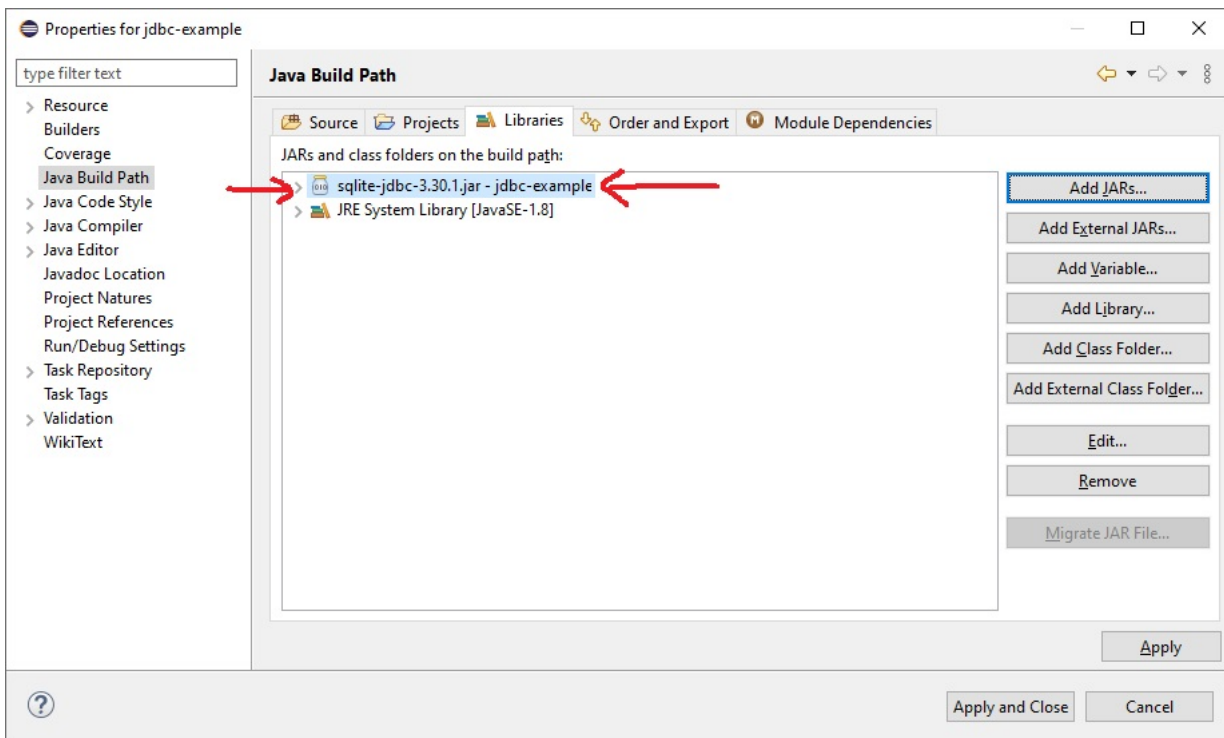 Properties for jdbc-example
type filter text
Resource
Builders
Coverage
Java Build Path
Java Code Style
Java Compiler
Java Editor
Javadoc Location
Project Natures
Project References
Run/Debug Settings
Task Repository
Task Tags
Validation
WikiText
Java Build Path
Source Projects Libraries Order and Export Module Dependencies
JARs and class folders on the build path:
sqlite-jdbc-3.30.1.jar - jdbc-example
JRE System Library [JavaSE-1.8]
Add JARs...
Add External JARs...
Add Variable...
Add Library...
Add Class Folder...
Add External Class Folder...
Edit...
Remove
Migrate JAR File...
Apply
Apply and Close Cancel